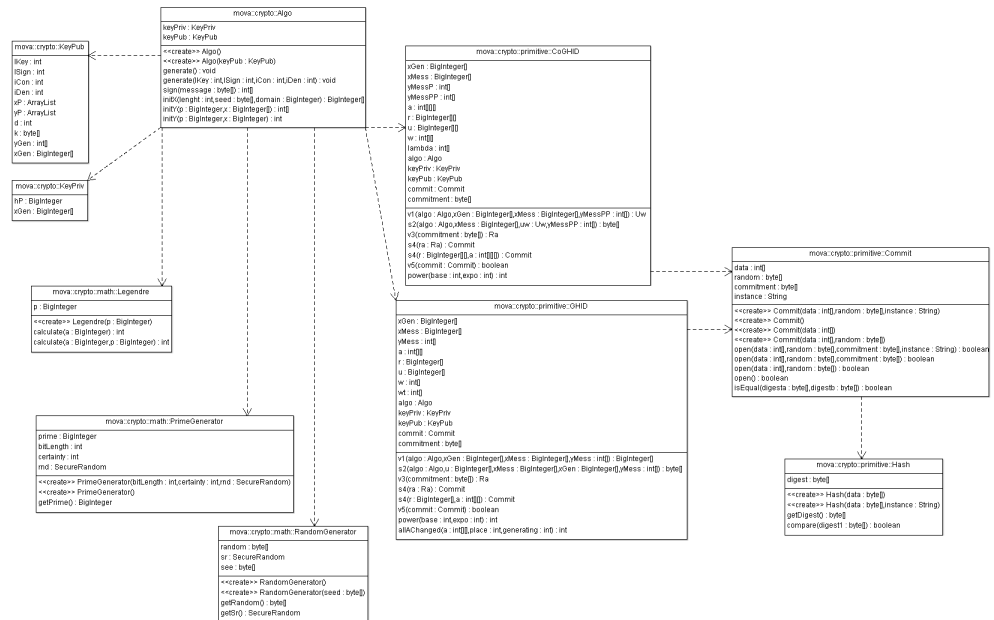 mova::crypto::Algo
keyPriv : KeyPriv
keyPub : KeyPub
<<create>> Algo()
<<create>> Algo(keyPub : KeyPub)
generate() : void
generate(lKey : int,lSign : int,iCon : int,iDen : int) : void
sign(message : byte[]) : int[]
initX(lenght : int,seed : byte[],domain : BigInteger) : BigInteger[]
initY(p : BigInteger,x : BigInteger[]) : int[]
initY(p : BigInteger,x : BigInteger) : int
mova::crypto::KeyPub
lKey : int
lSign : int
iCon : int
iDen : int
xP : ArrayList
yP : ArrayList
d : int
k : byte[]
yGen : int[]
xGen : BigInteger[]
mova::crypto::KeyPriv
hP : BigInteger
xGen : BigInteger[]
mova::crypto::primitive::CoGHID
xGen : BigInteger[]
xMess : BigInteger[]
yMessP : int[]
yMessPP : int[]
a : int[][][]
r : BigInteger[][]
u : BigInteger[][]
w : int[][]
lambda : int[]
algo : Algo
keyPriv : KeyPriv
keyPub : KeyPub
commit : Commit
commitment : byte[]
v1(algo : Algo,xGen : BigInteger[],xMess : BigInteger[],yMessPP : int[]) : Uw
s2(algo : Algo,xMess : BigInteger[],uw : Uw,yMessPP : int[]) : byte[]
v3(commitment : byte[]) : Ra
s4(ra : Ra) : Commit
s4(r : BigInteger[][],a : int[][][]) : Commit
v5(commit : Commit) : boolean
power(base : int,expo : int) : int
mova::crypto::primitive::Commit
data : int[]
random : byte[]
commitment : byte[]
instance : String
<<create>> Commit(data : int[],random : byte[],instance : String)
<<create>> Commit()
<<create>> Commit(data : int[])
<<create>> Commit(data : int[],random : byte[])
open(data : int[],random : byte[],commitment : byte[],instance : String) : boolean
open(data : int[],random : byte[],commitment : byte[]) : boolean
open(data : int[],random : byte[]) : boolean
open() : boolean
isEqual(digesta : byte[],digestb : byte[]) : boolean
mova::crypto::math::Legendre
p : BigInteger
<<create>> Legendre(p : BigInteger)
calculate(a : BigInteger) : int
calculate(a : BigInteger,p : BigInteger) : int
mova::crypto::primitive::GHID
xGen : BigInteger[]
xMess : BigInteger[]
yMess : int[]
a : int[][]
r : BigInteger[]
u : BigInteger[]
w : int[]
wt : int[]
algo : Algo
keyPriv : KeyPriv
keyPub : KeyPub
commit : Commit
commitment : byte[]
v1(algo : Algo,xGen : BigInteger[],xMess : BigInteger[],yMess : int[]) : BigInteger[]
s2(algo : Algo,u : BigInteger[],xMess : BigInteger[],xGen : BigInteger[],yMess : int[]) : byte[]
v3(commitment : byte[]) : Ra
s4(ra : Ra) : Commit
s4(r : BigInteger[],a : int[][]) : Commit
v5(commit : Commit) : boolean
power(base : int,expo : int) : int
allAChanged(a : int[][],place : int,generating : int) : int
mova::crypto::math::PrimeGenerator
prime : BigInteger
bitLength : int
certainty : int
rnd : SecureRandom
<<create>> PrimeGenerator(bitLength : int,certainty : int,rnd : SecureRandom)
<<create>> PrimeGenerator()
getPrime() : BigInteger
mova::crypto::primitive::Hash
digest : byte[]
<<create>> Hash(data : byte[])
<<create>> Hash(data : byte[],instance : String)
getDigest() : byte[]
compare(digest1 : byte[]) : boolean
mova::crypto::math::RandomGenerator
random : byte[]
sr : SecureRandom
see : byte[]
<<create>> RandomGenerator()
<<create>> RandomGenerator(seed : byte[])
getRandom() : byte[]
getSr() : SecureRandom